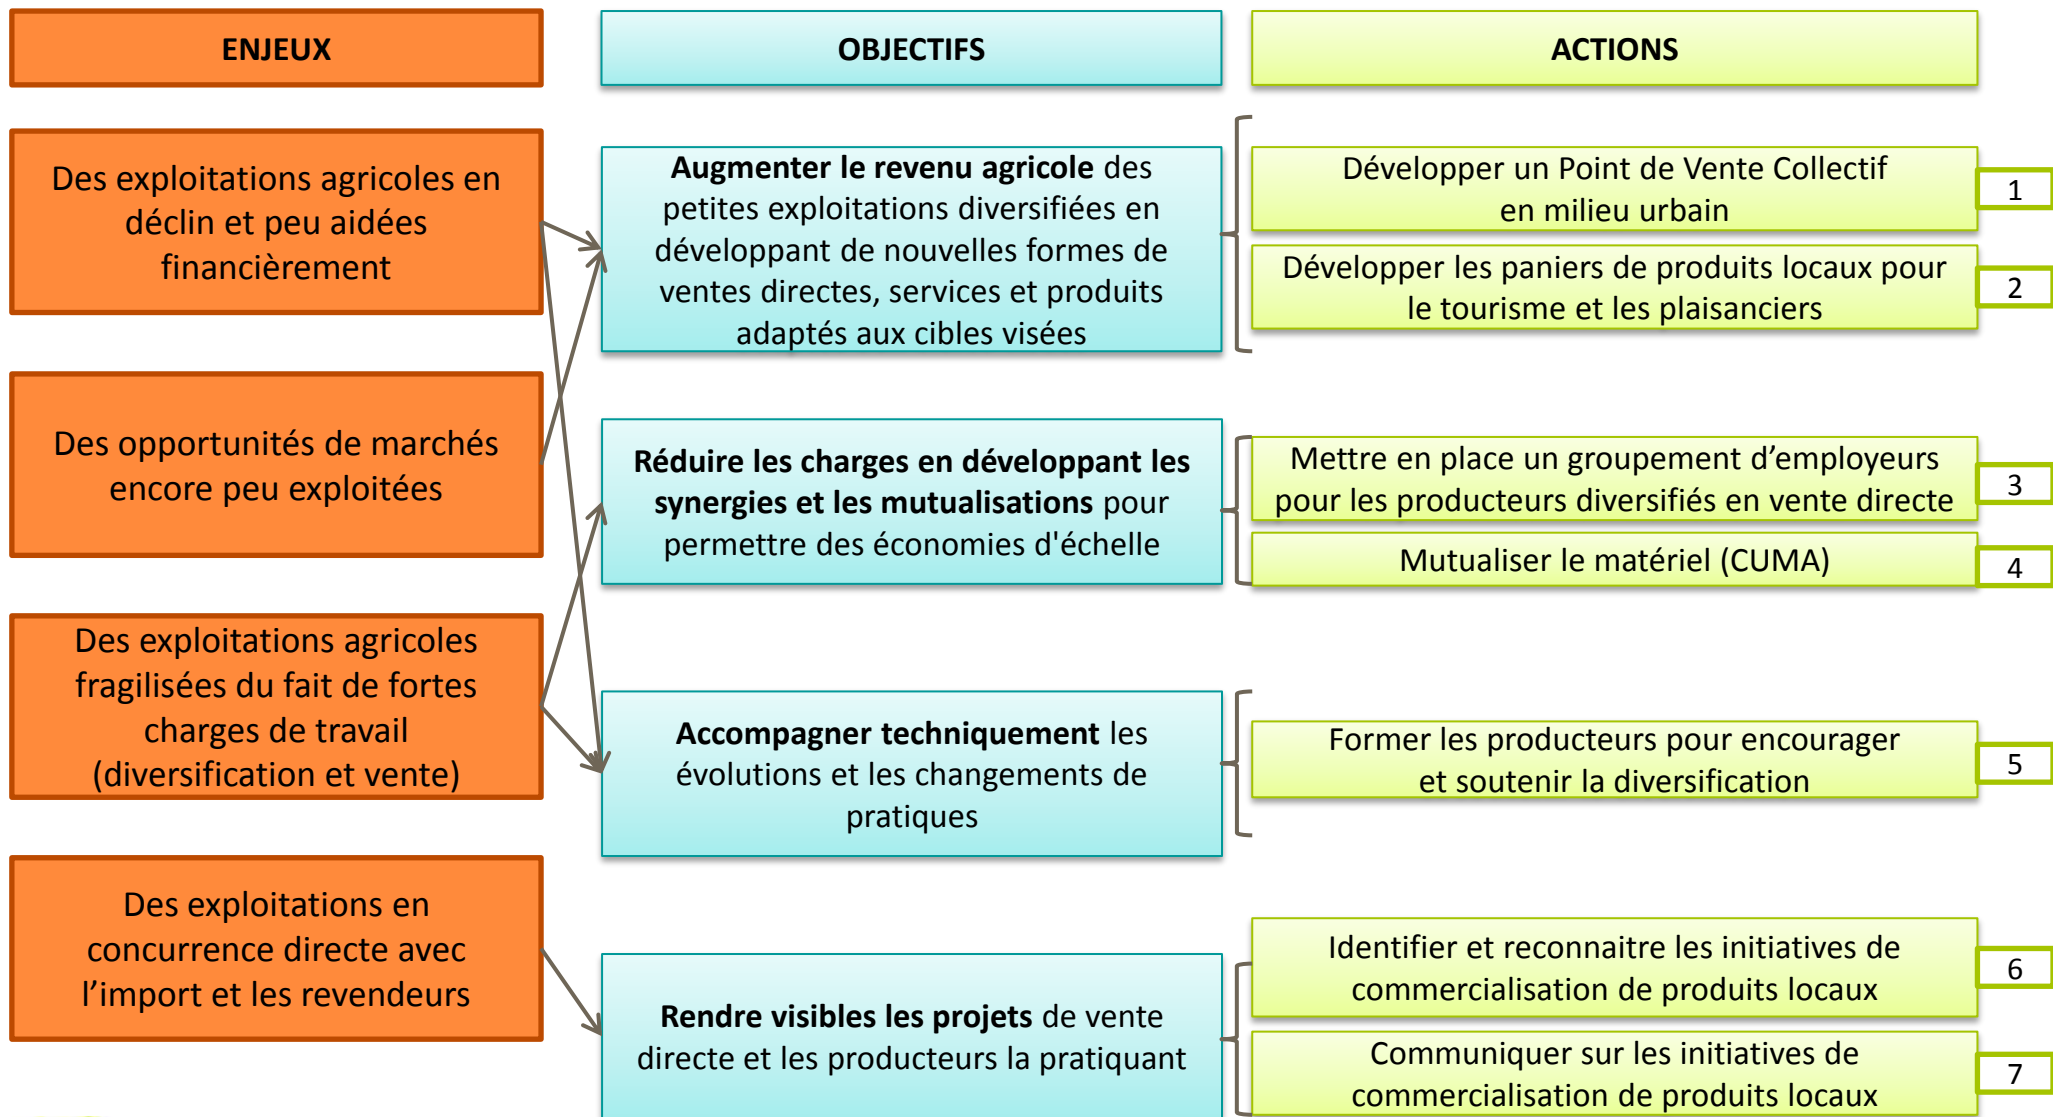 ENJEUX
OBJECTIFS
ACTIONS
Des exploitations agricoles en
déclin et peu aidées
financièrement
Des opportunités de marchés
encore peu exploitées
Des exploitations agricoles
fragilisées du fait de fortes
charges de travail
(diversification et vente)
Des exploitations en
concurrence directe avec
l’import et les revendeurs
Augmenter le revenu agricole des
petites exploitations diversifiées en
développant de nouvelles formes de
ventes directes, services et produits
adaptés aux cibles visées
Réduire les charges en développant les
synergies et les mutualisations pour
permettre des économies d'échelle
Accompagner techniquement les
évolutions et les changements de
pratiques
Rendre visibles les projets de vente
directe et les producteurs la pratiquant
Développer un Point de Vente Collectif
en milieu urbain
1
Développer les paniers de produits locaux pour
le tourisme et les plaisanciers
2
Mettre en place un groupement d’employeurs
pour les producteurs diversifiés en vente directe
3
Mutualiser le matériel (CUMA)
4
Former les producteurs pour encourager
et soutenir la diversification
5
Identifier et reconnaitre les initiatives de
commercialisation de produits locaux
6
Communiquer sur les initiatives de
commercialisation de produits locaux
7